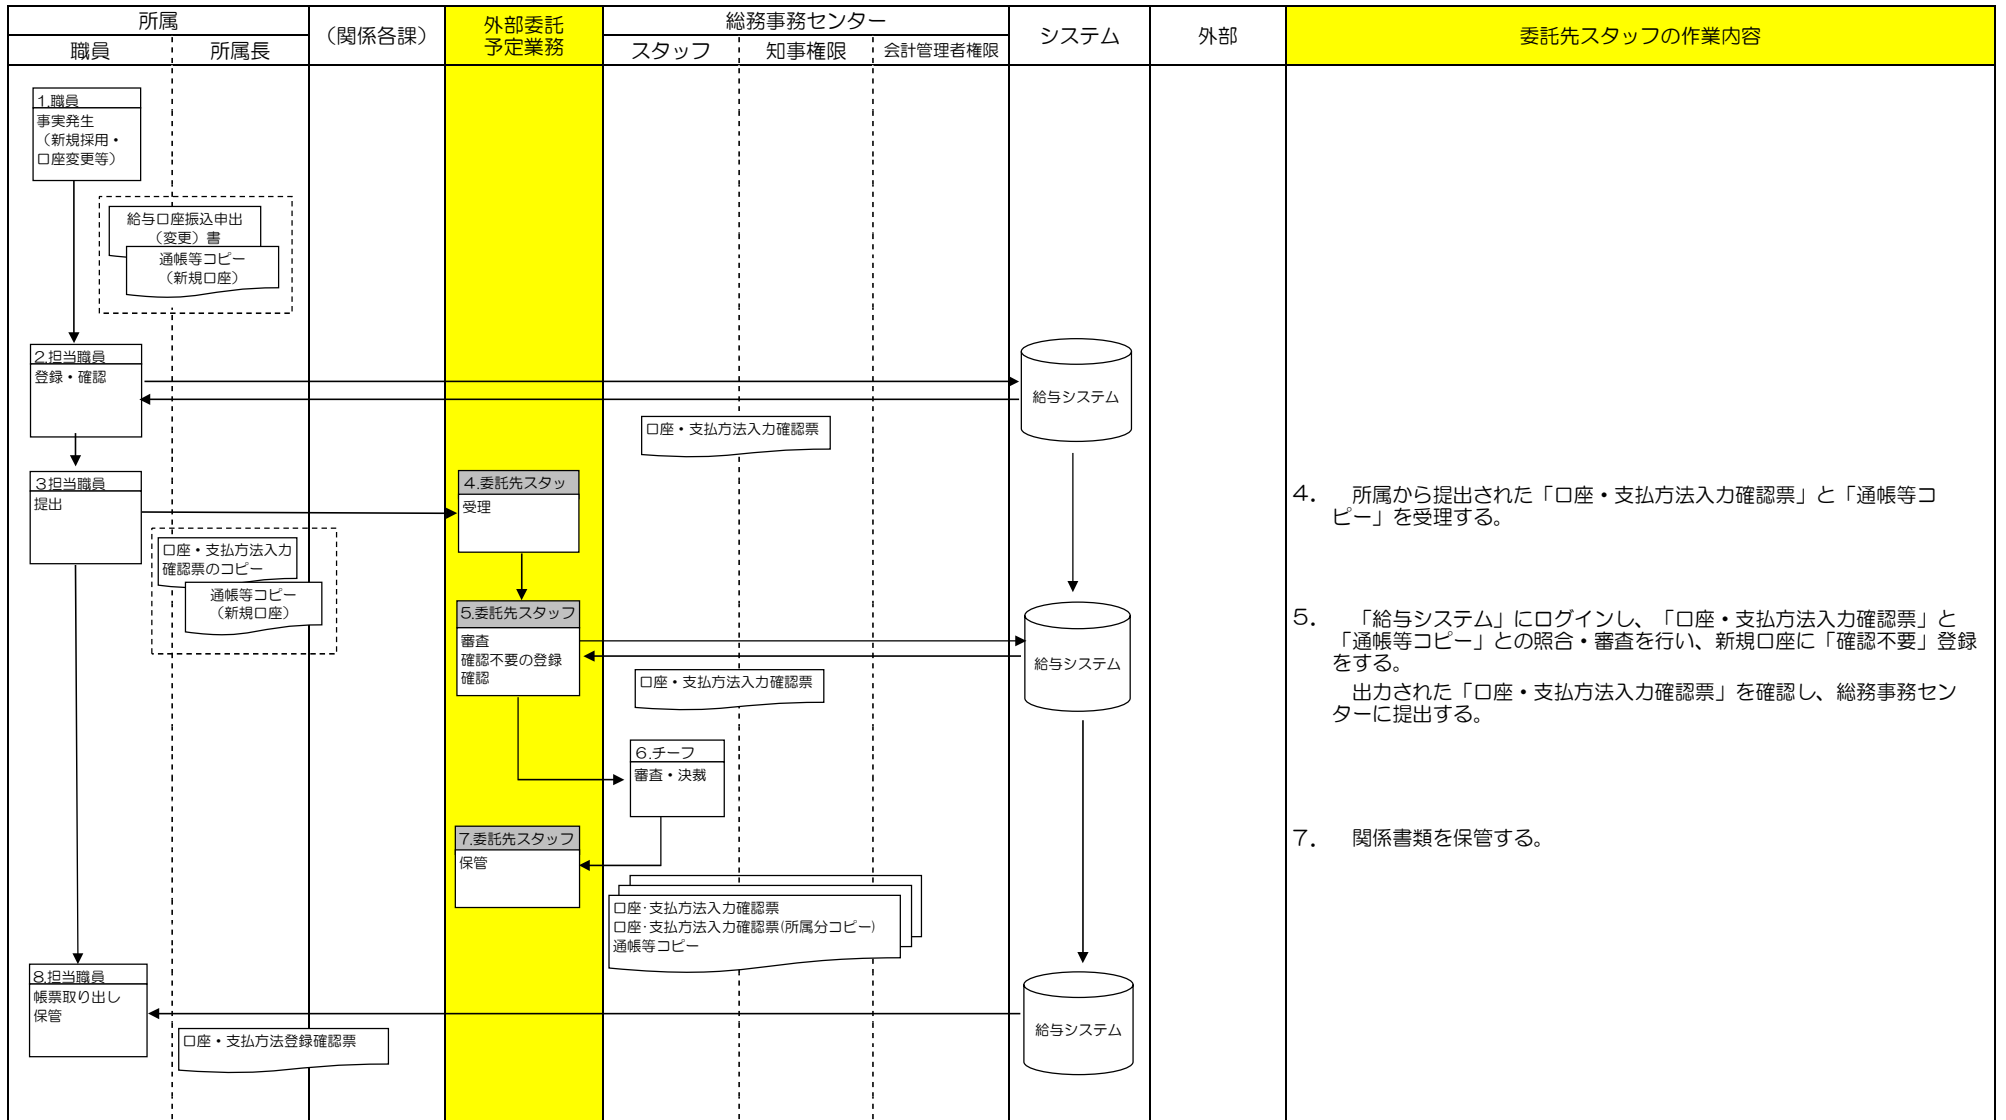 所属
職員
所属長
（関係各課）
外部委託
予定業務
総務事務センター
スタッフ
知事権限
会計管理者権限
システム
外部
委託先スタッフの作業内容
1.職員
事実発生
（新規採用・
口座変更等）
給与口座振込申出
（変更）書
通帳等コピー
（新規口座）
2.担当職員
登録・確認
給与システム
口座・支払方法入力確認票
3担当職員
提出
口座・支払方法入力
確認票のコピー
通帳等コピー
（新規口座）
4.委託先スタッ
受理
4．　所属から提出された「口座・支払方法入力確認票」と「通帳等コ
ピー」を受理する。
5.委託先スタッフ
審査
確認不要の登録
確認
口座・支払方法入力確認票
給与システム
5．　「給与システム」にログインし、「口座・支払方法入力確認票」と
「通帳等コピー」との照合・審査を行い、新規口座に「確認不要」登録
をする。
出力された「口座・支払方法入力確認票」を確認し、総務事務セン
ターに提出する。
6.チーフ
審査・決裁
7.委託先スタッフ
保管
7．　関係書類を保管する。
口座･支払方法入力確認票
口座･支払方法入力確認票(所属分コピー)
通帳等コピー
8.担当職員
帳票取り出し
保管
口座・支払方法登録確認票
給与システム